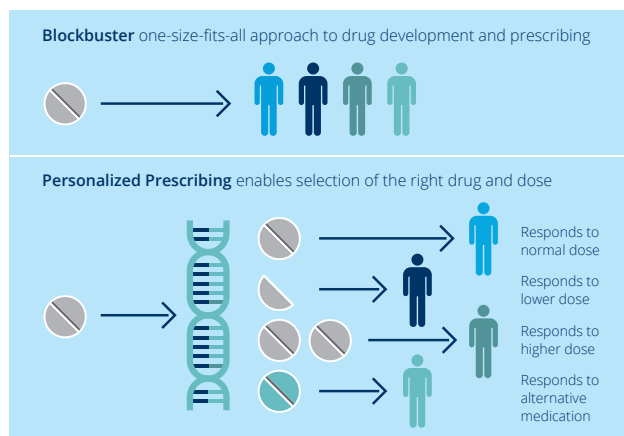 Blockbuster one-size-fits-all approach to drug development and prescribing
Personalized Prescribing enables selection of the right drug and dose
Responds to
normal dose
Responds to
lower dose
Responds to
higher dose
Responds to
alternative
medication